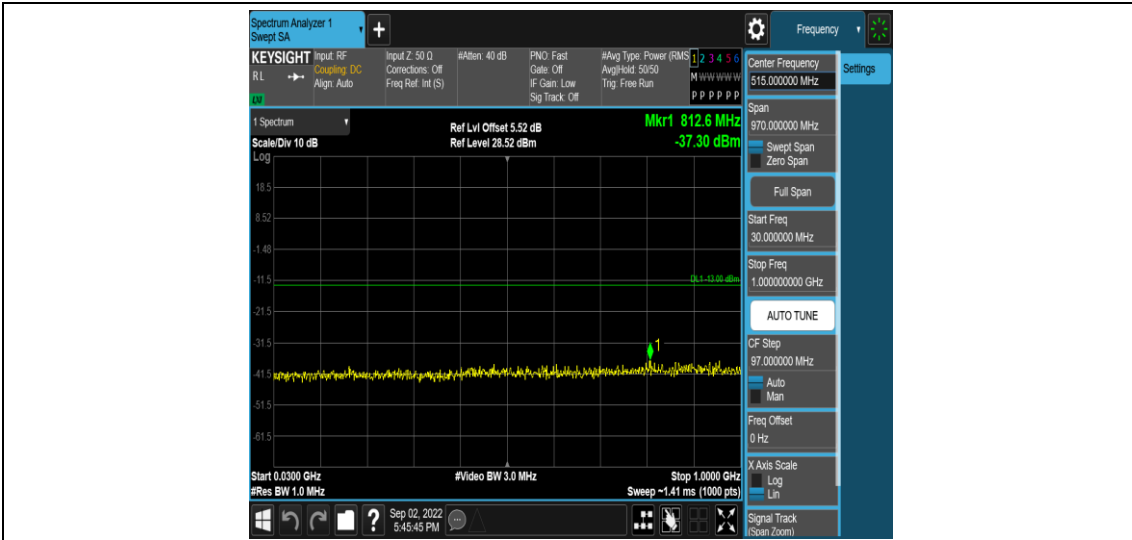 Spectrum Analyzer 1
Swept SA
+
Frequency
KEYSIGHT
RL
LXI
Input: RF
Coupling: DC
Align: Auto
Input Z: 50 Ω
Corrections: Off
Freq Ref: Int (S)
#Atten: 40 dB
PNO: Fast
Gate: Off
IF Gain: Low
Sig Track: Off
#Avg Type: Power (RMS
Avg|Hold: 50/50
Trig: Free Run
1 2 3 4 5 6
M W W W W W
P P P P P P
1 Spectrum
Scale/Div 10 dB
Ref Lvl Offset 5.52 dB
Ref Level 28.52 dBm
Mkr1 812.6 MHz
-37.30 dBm
Log
18.5
8.52
-1.48
-11.5
DL1 -13.00 dBm
-21.5
-31.5
1
-41.5
-51.5
-61.5
Start 0.0300 GHz
#Res BW 1.0 MHz
#Video BW 3.0 MHz
Stop 1.0000 GHz
Sweep ~1.41 ms (1000 pts)
Sep 02, 2022
5:45:45 PM
?
Center Frequency
515.000000 MHz
Settings
Span
970.000000 MHz
Swept Span
Zero Span
Full Span
Start Freq
30.000000 MHz
Stop Freq
1.000000000 GHz
AUTO TUNE
CF Step
97.000000 MHz
Auto
Man
Freq Offset
0 Hz
X Axis Scale
Log
Lin
Signal Track
(Span Zoom)